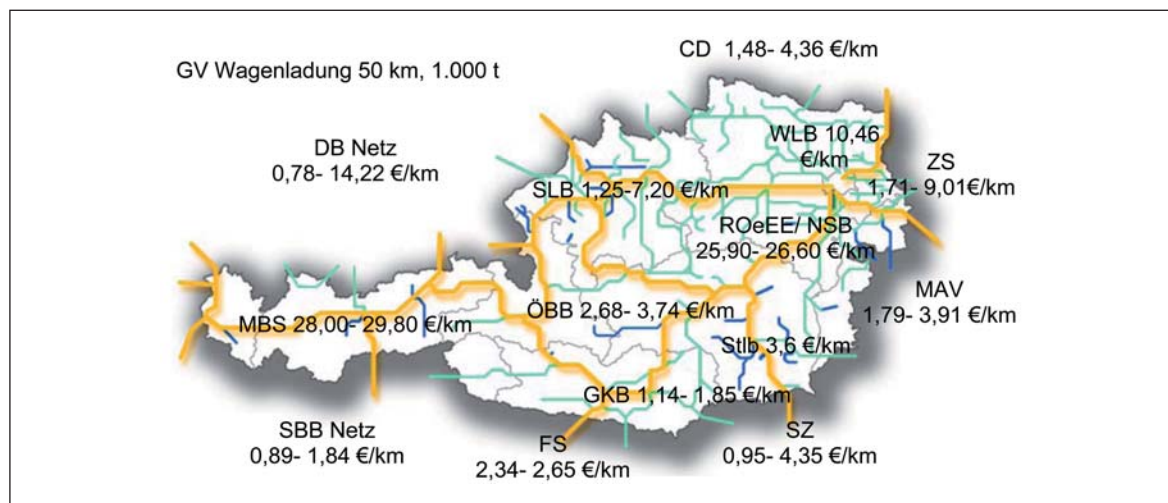 CD 1,48- 4,36 €/km
GV Wagenladung 50 km, 1.000 t
WLB 10,46
€/km
DB Netz
0,78- 14,22 €/km
ZS
1,71- 9,01€/km
SLB 1,25-7,20 €/km
ROeEE/ NSB
25,90- 26,60 €/km
MAV
1,79- 3,91 €/km
ÖBB 2,68- 3,74 €/km
MBS 28,00- 29,80 €/km
Stlb 3,6 €/km
GKB 1,14- 1,85 €/km
SBB Netz
0,89- 1,84 €/km
FS
2,34- 2,65 €/km
SZ
0,95- 4,35 €/km